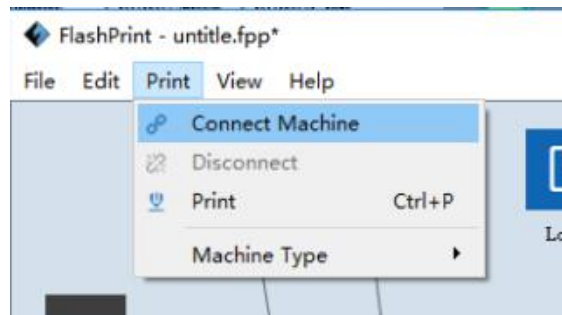 FlashPrint - untitle.fpp*
File Edit Print View Help
Connect Machine
Disconnect
Print Ctrl+P
Machine Type